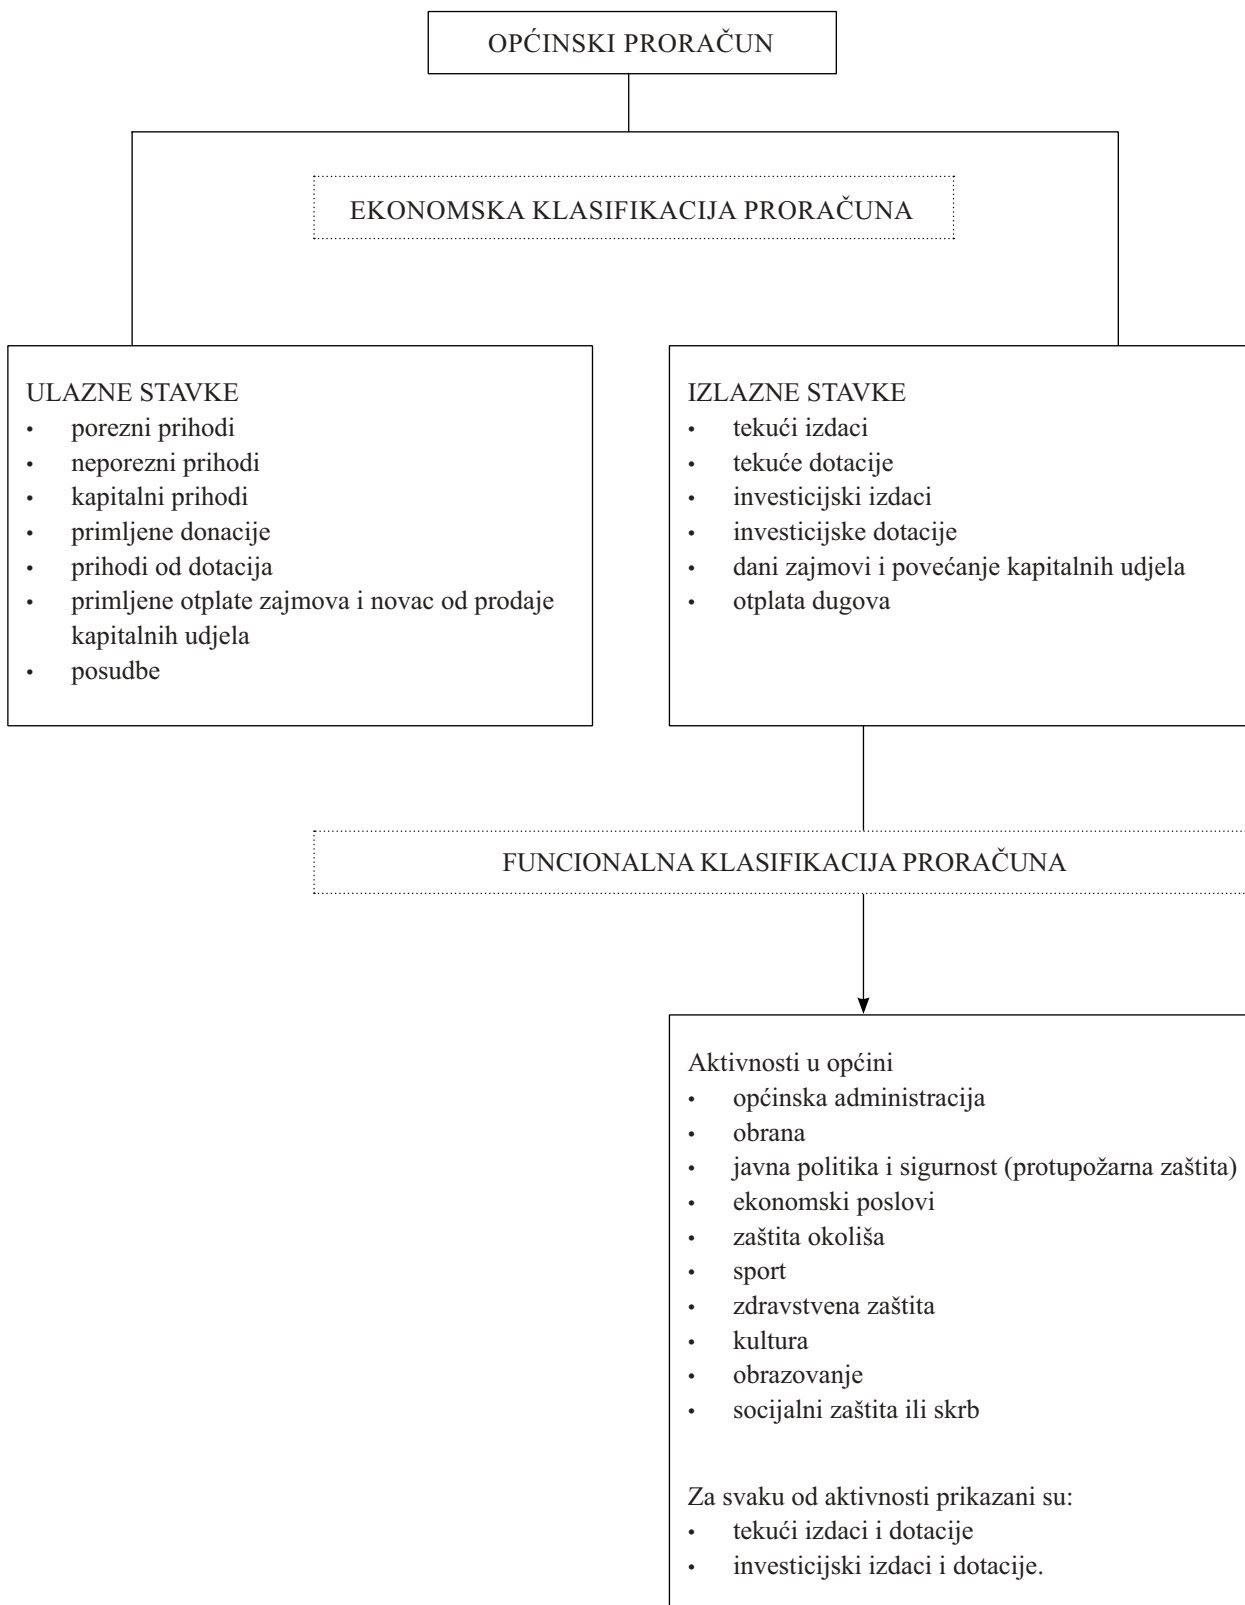 OPĆINSKI PRORAČUN
EKONOMSKA KLASIFIKACIJA PRORAČUNA
ULAZNE STAVKE
• porezni prihodi
• neporezni prihodi
• kapitalni prihodi
• primljene donacije
• prihodi od dotacija
• primljene otplate zajmova i novac od prodaje
kapitalnih udjela
• posudbe
IZLAZNE STAVKE
• tekući izdaci
• tekuće dotacije
• investicijski izdaci
• investicijske dotacije
• dani zajmovi i povećanje kapitalnih udjela
• otplata dugova
FUNCIONALNA KLASIFIKACIJA PRORAČUNA
Aktivnosti u općini
• općinska administracija
• obrana
• javna politika i sigurnost (protupožarna zaštita)
• ekonomski poslovi
• zaštita okoliša
• sport
• zdravstvena zaštita
• kultura
• obrazovanje
• socijalni zaštita ili skrb
Za svaku od aktivnosti prikazani su:
• tekući izdaci i dotacije
• investicijski izdaci i dotacije.